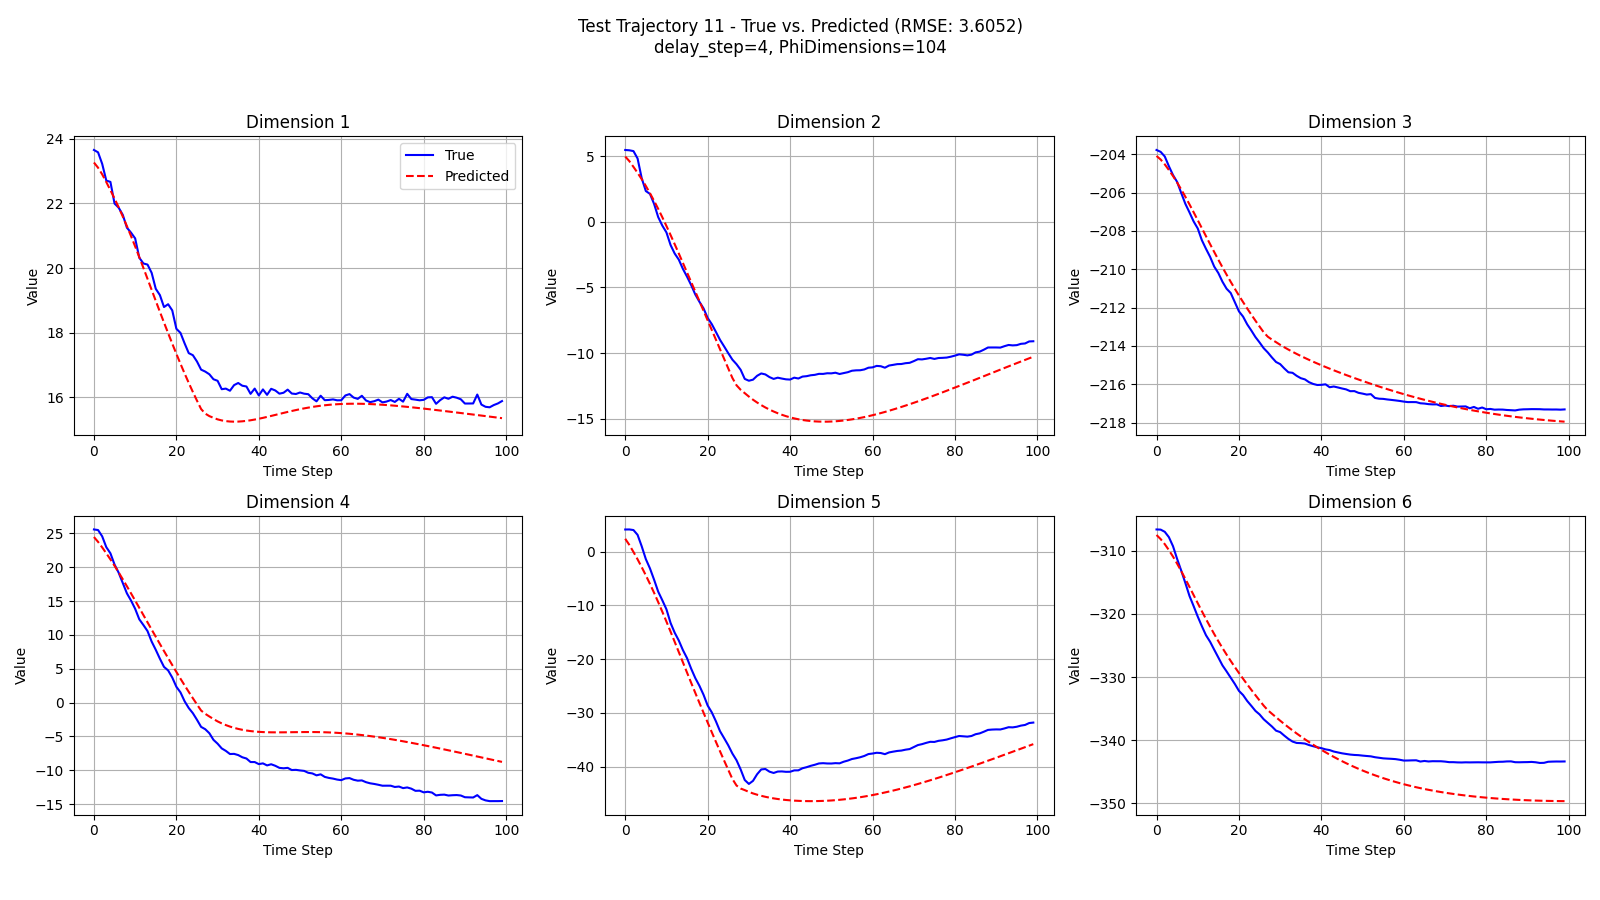 Test Trajectory 11 - True vs. Predicted (RMSE: 3.6052)
delay_step=4, PhiDimensions=104
Dimension 1
24
22
20
18
16
Value
0 20 40 60 80 100
Time Step
True
Predicted
Dimension 2
5
0
−5
−10
−15
Value
0 20 40 60 80 100
Time Step
Dimension 3
−204
−206
−208
−210
−212
−214
−216
−218
Value
0 20 40 60 80 100
Time Step
Dimension 4
25
20
15
10
5
0
−5
−10
−15
Value
0 20 40 60 80 100
Time Step
Dimension 5
0
−10
−20
−30
−40
Value
0 20 40 60 80 100
Time Step
Dimension 6
−310
−320
−330
−340
−350
Value
0 20 40 60 80 100
Time Step